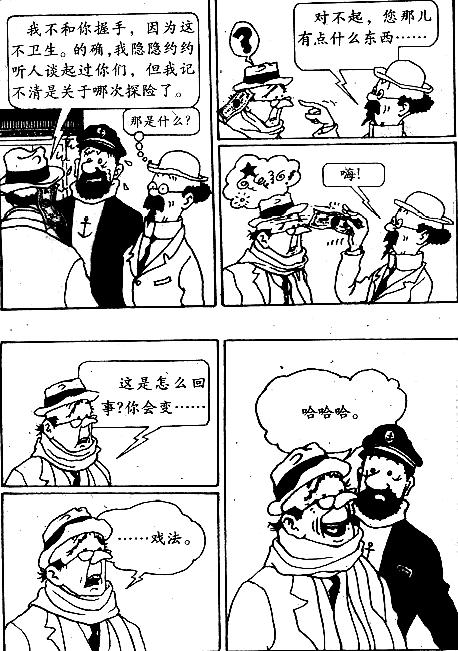 我不和你握手，因为这
不卫生。的确,我隐隐约约
听人谈起过你们，但我记
不清是关于哪次探险了。
那是什么?
?
对不起，您那儿
有点什么东西……
嗨!
这是怎么回
事?你会变……
……戏法。
哈哈哈。